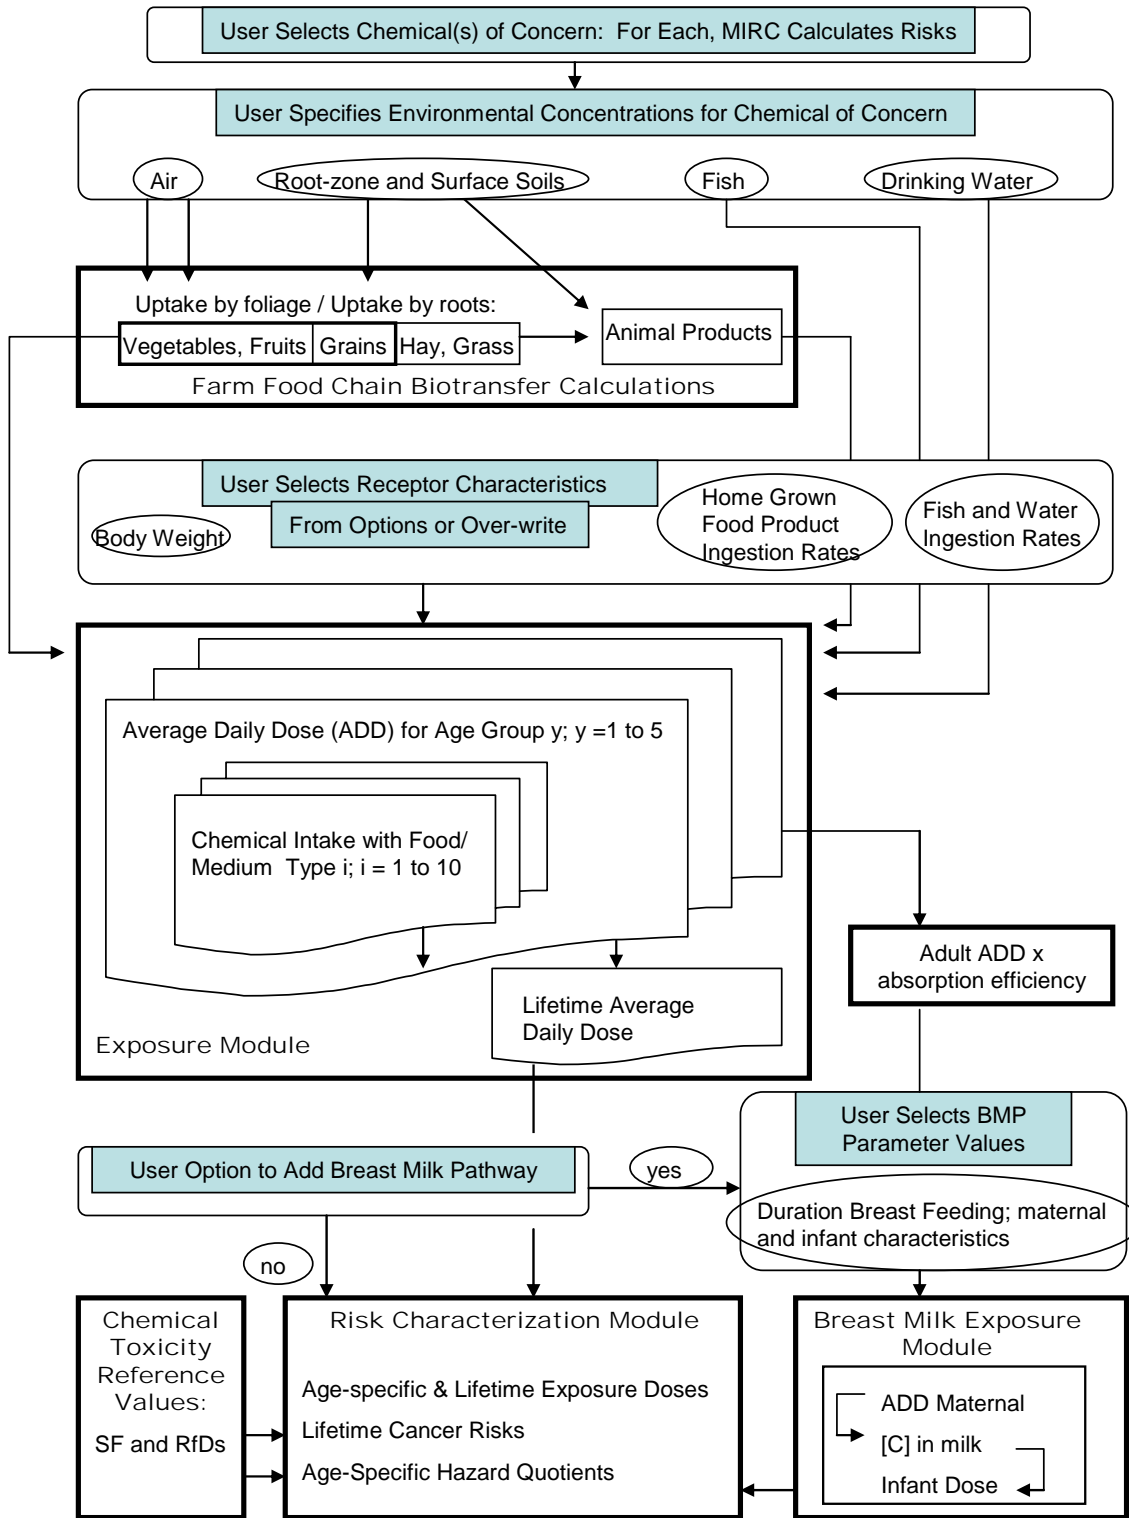 User Selects Chemical(s) of Concern: For Each, MIRC Calculates Risks
User Specifies Environmental Concentrations for Chemical of Concern
Air
Root-zone and Surface Soils
Fish
Drinking Water
Uptake by foliage / Uptake by roots:
Vegetables, Fruits
Grains
Hay, Grass
Animal Products
Farm Food Chain Biotransfer Calculations
User Selects Receptor Characteristics
From Options or Over-write
Body Weight
Home Grown
Food Product
Ingestion Rates
Fish and Water
Ingestion Rates
Average Daily Dose (ADD) for Age Group y; y =1 to 5
Chemical Intake with Food/
Medium Type i; i = 1 to 10
Lifetime Average
Daily Dose
Exposure Module
Adult ADD x
absorption efficiency
User Selects BMP
Parameter Values
Duration Breast Feeding; maternal
and infant characteristics
User Option to Add Breast Milk Pathway
yes
no
Chemical
Toxicity
Reference
Values:
SF and RfDs
Risk Characterization Module
Age-specific & Lifetime Exposure Doses
Lifetime Cancer Risks
Age-Specific Hazard Quotients
Breast Milk Exposure
Module
ADD Maternal
[C] in milk
Infant Dose